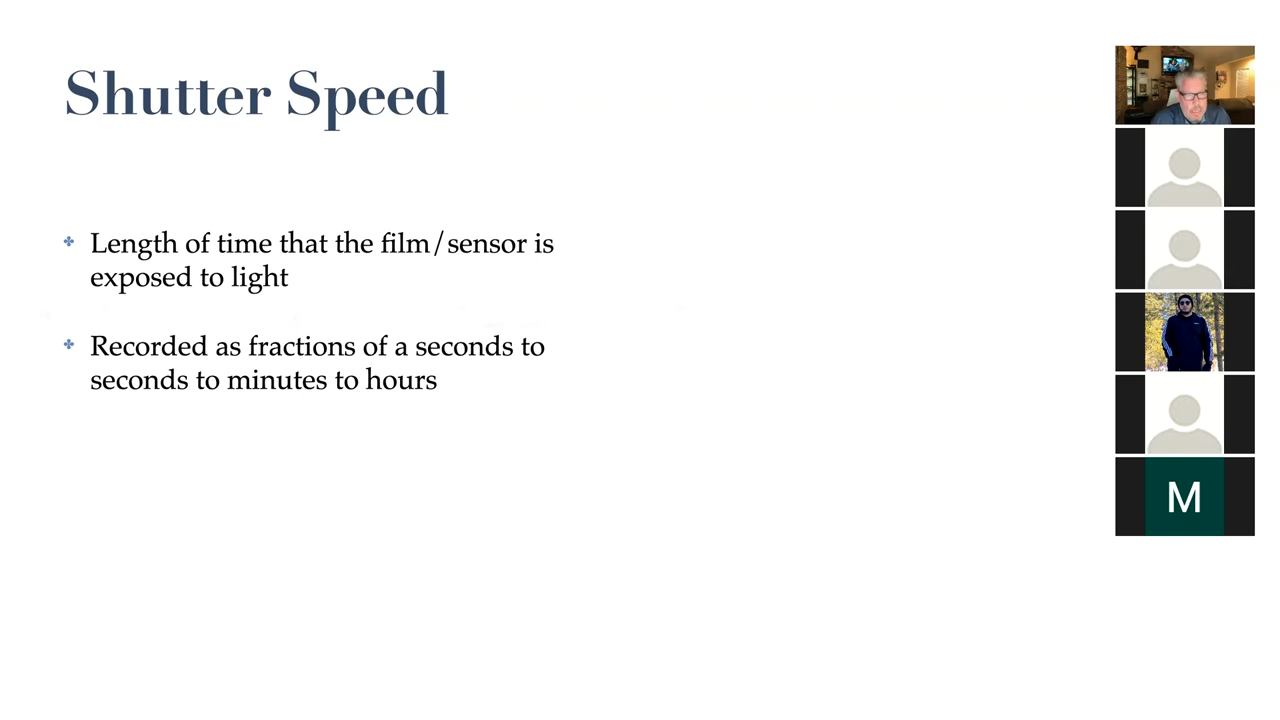 Shutter Speed
Length of time that the film/sensor is
exposed to light
Recorded as fractions of a seconds to
seconds to minutes to hours
M